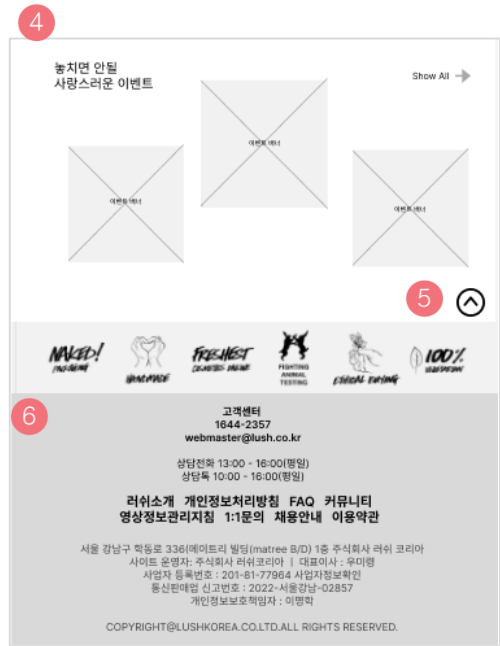 4
놓치면 안될
사랑스러운 이벤트
Show All
이벤트 배너
이벤트 배너
이벤트 배너
5
NAKED!
PACKAGING
HANDMADE
FRESHEST
COSMETICS ONLINE
FIGHTING
ANIMAL
TESTING
ETHICAL BUYING
100%
VEGETARIAN
6
고객센터
1644-2357
webmaster@lush.co.kr
상담전화 13:00 - 16:00(평일)
상담톡 10:00 - 16:00(평일)
러쉬소개 개인정보처리방침 FAQ 커뮤니티
영상정보관리지침 1:1문의 채용안내 이용약관
서울 강남구 학동로 336(메이트리 빌딩(matree B/D) 1층 주식회사 러쉬 코리아
사이트 운영자: 주식회사 러쉬코리아 | 대표이사 : 우미령
사업자 등록번호 : 201-81-77964 사업자정보확인
통신판매업 신고번호 : 2022-서울강남-02857
개인정보보호책임자 : 이명학
COPYRIGHT@LUSHKOREA.CO.LTD.ALL RIGHTS RESERVED.